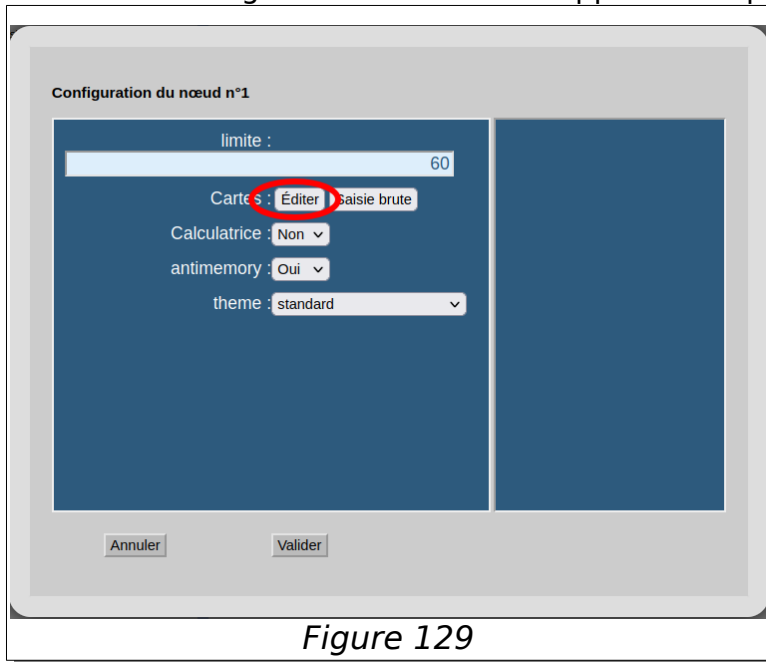 Configuration du nœud n°1
limite :
60
Cartes : Éditer Saisie brute
Calculatrice : Non
antimemory : Oui
theme : standard
Annuler Valider
Figure 129